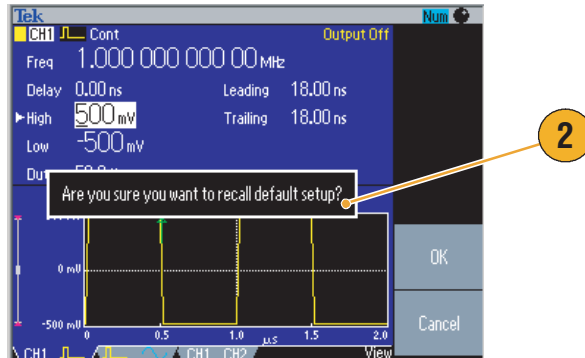 Tek
Num
CH1 Cont
Output Off
Freq 1.000 000 000 00 MHz
Delay 0.00 ns
Leading 18.00 ns
High 500 mV
Trailing 18.00 ns
Low -500 mV
2
Are you sure you want to recall default setup?
0 mV
OK
-500 mV
0 0.5 1.0 μs 1.5 2.0
Cancel
CH1
CH1 CH2
View